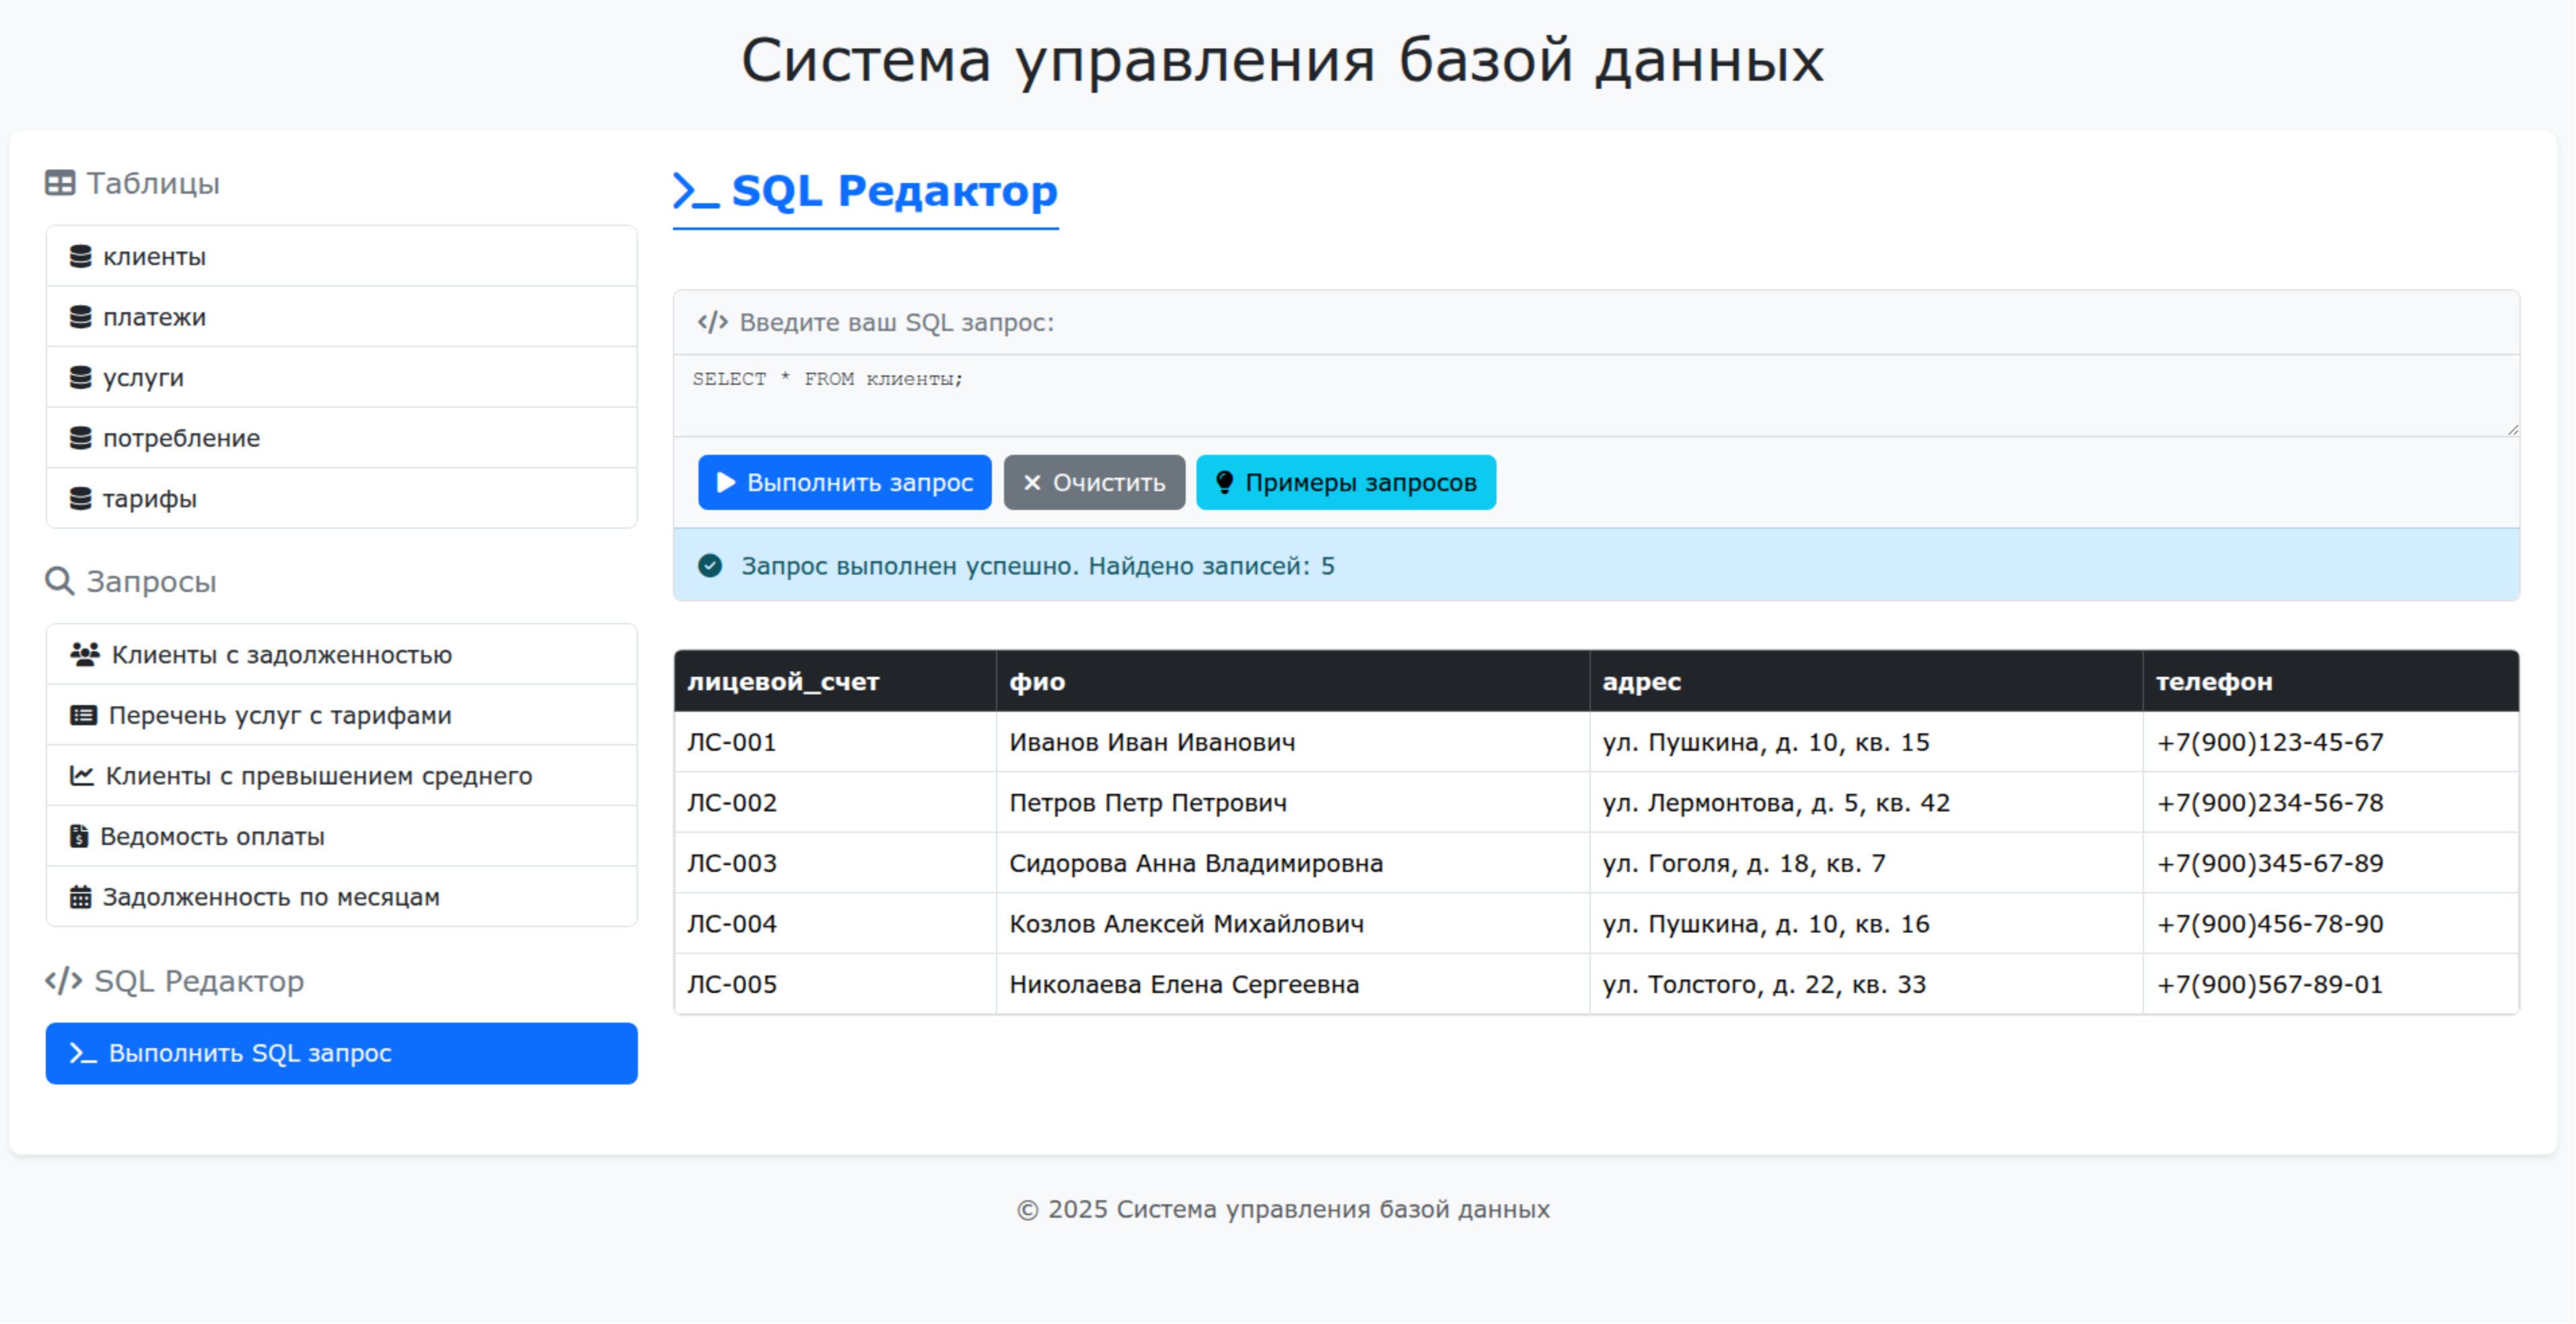 Система управления базой данных
Таблицы
клиенты
платежи
услуги
потребление
тарифы
Запросы
Клиенты с задолженностью
Перечень услуг с тарифами
Клиенты с превышением среднего
Ведомость оплаты
Задолженность по месяцам
SQL Редактор
Выполнить SQL запрос
SQL Редактор
Введите ваш SQL запрос:
SELECT * FROM клиенты;
Выполнить запрос Очистить Примеры запросов
Запрос выполнен успешно. Найдено записей: 5
лицевой_счет фио адрес телефон
ЛС-001 Иванов Иван Иванович ул. Пушкина, д. 10, кв. 15 +7(900)123-45-67
ЛС-002 Петров Петр Петрович ул. Лермонтова, д. 5, кв. 42 +7(900)234-56-78
ЛС-003 Сидорова Анна Владимировна ул. Гоголя, д. 18, кв. 7 +7(900)345-67-89
ЛС-004 Козлов Алексей Михайлович ул. Пушкина, д. 10, кв. 16 +7(900)456-78-90
ЛС-005 Николаева Елена Сергеевна ул. Толстого, д. 22, кв. 33 +7(900)567-89-01
© 2025 Система управления базой данных